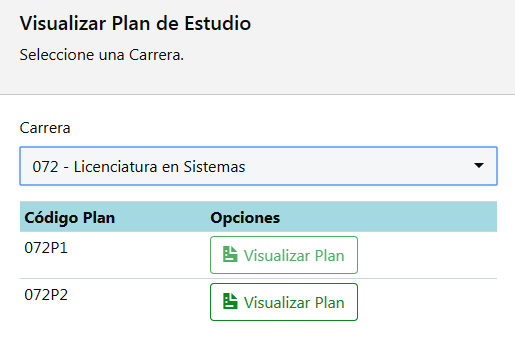 Visualizar Plan de Estudio
Seleccione una Carrera.
Carrera
072 - Licenciatura en Sistemas
Código Plan Opciones
072P1 Visualizar Plan
072P2 Visualizar Plan